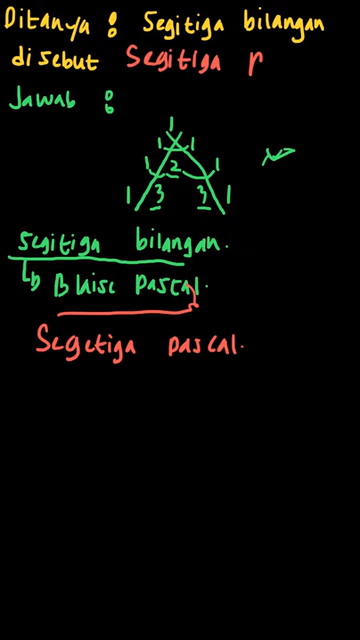 Ditanya : Segitiga bilangan
disebut Segitiga P
Jawab :
1
1 1
1 2 1
1 3 3 1
segitiga bilangan.
Blaise Pascal.
Segetiga pascal.